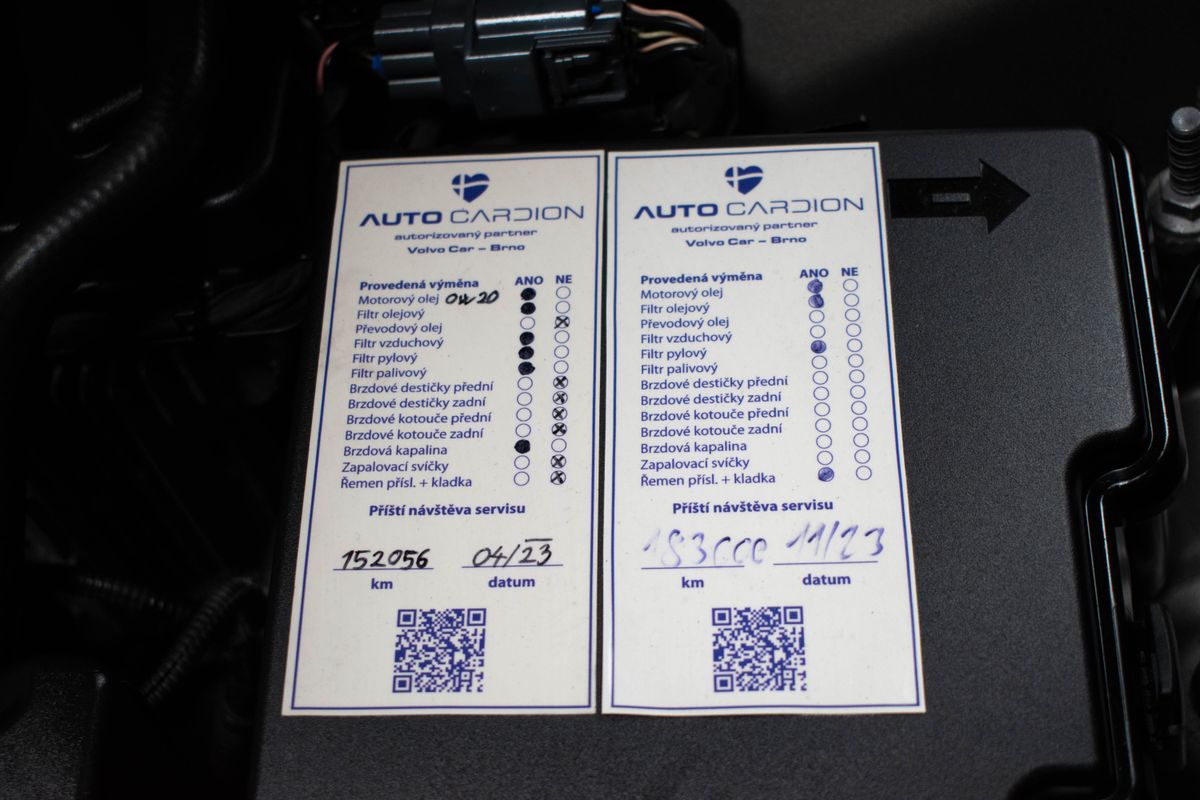 AUTO CARDION
autorizovaný partner
Volvo Car – Brno
Provedená výměna ANO NE
Motorový olej 0W20
Filtr olejový
Převodový olej
Filtr vzduchový
Filtr pylový
Filtr palivový
Brzdové destičky přední
Brzdové destičky zadní
Brzdové kotouče přední
Brzdové kotouče zadní
Brzdová kapalina
Zapalovací svíčky
Řemen přísl. + kladka
Příští návštěva servisu
152056 04/23
km datum
AUTO CARDION
autorizovaný partner
Volvo Car – Brno
Provedená výměna ANO NE
Motorový olej
Filtr olejový
Převodový olej
Filtr vzduchový
Filtr pylový
Filtr palivový
Brzdové destičky přední
Brzdové destičky zadní
Brzdové kotouče přední
Brzdové kotouče zadní
Brzdová kapalina
Zapalovací svíčky
Řemen přísl. + kladka
Příští návštěva servisu
183000 11/23
km datum